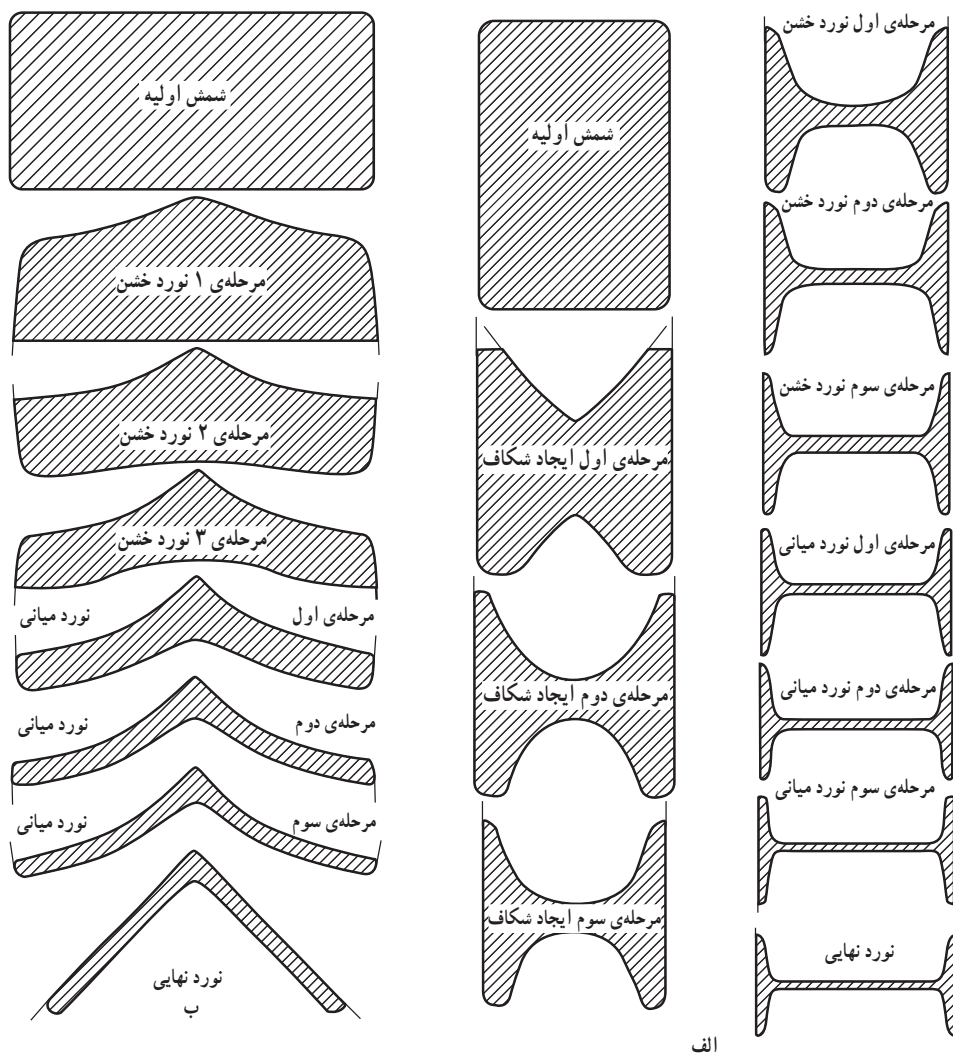 شمش اولیه
مرحله‌ی ۱ نورد خشن
مرحله‌ی ۲ نورد خشن
مرحله‌ی ۳ نورد خشن
مرحله‌ی اول نورد میانی
مرحله‌ی دوم نورد میانی
مرحله‌ی سوم نورد میانی
نورد نهایی
ب
شمش اولیه
مرحله‌ی اول ایجاد شکاف
مرحله‌ی دوم ایجاد شکاف
مرحله‌ی سوم ایجاد شکاف
مرحله‌ی اول نورد خشن
مرحله‌ی دوم نورد خشن
مرحله‌ی سوم نورد خشن
مرحله‌ی اول نورد میانی
مرحله‌ی دوم نورد میانی
مرحله‌ی سوم نورد میانی
نورد نهایی
الف